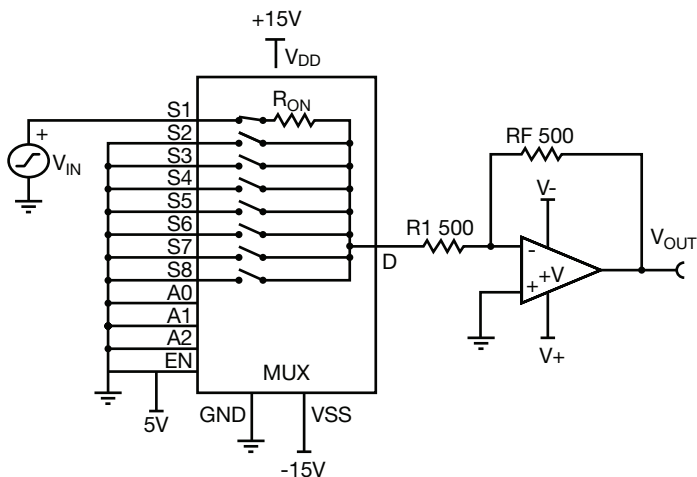 +15V
VDD
S1
RON
+
S2
VIN
S3
S4
S5
S6
S7
S8
A0
A1
A2
EN
MUX
D
GND
VSS
5V
-15V
R1 500
RF 500
V-
-
+V
+
V+
VOUT